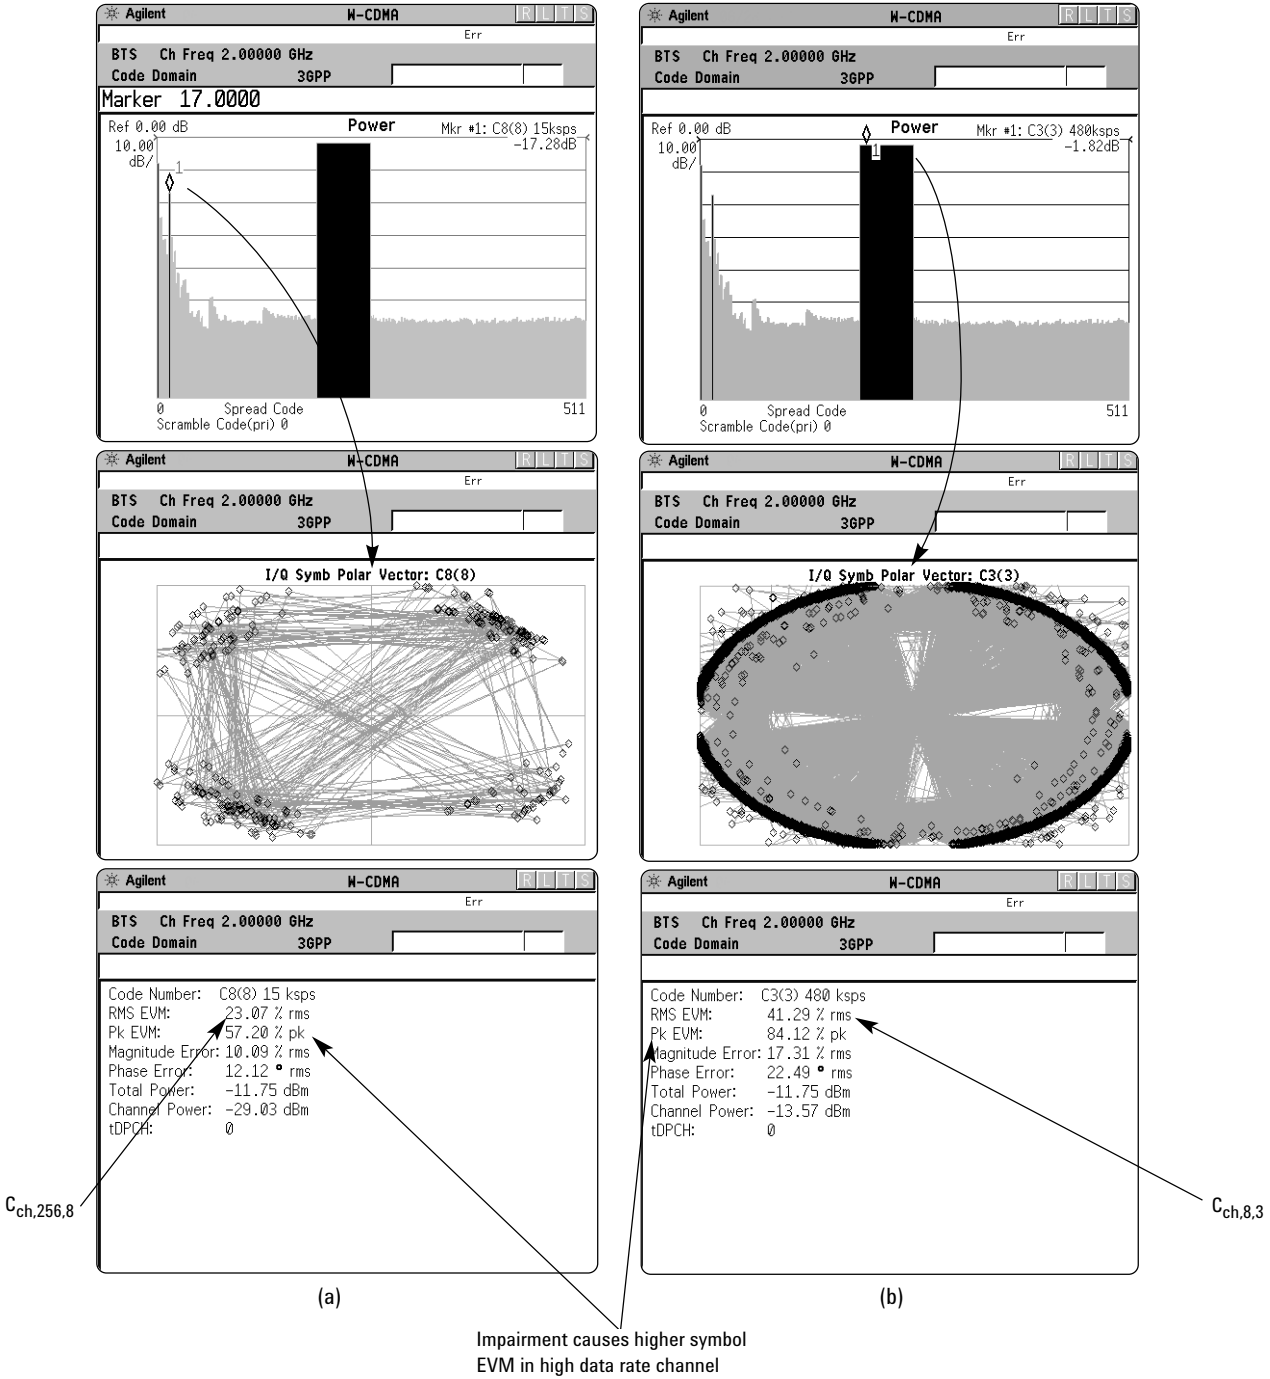 Agilent W-CDMA R L T S
Err
BTS Ch Freq 2.00000 GHz
Code Domain 3GPP
Marker 17.0000
Ref 0.00 dB Power Mkr #1: C8(8) 15ksps
10.00 -17.28dB
dB/
1
0 Spread Code 511
Scramble Code(pri) 0
Agilent W-CDMA R L T S
Err
BTS Ch Freq 2.00000 GHz
Code Domain 3GPP
Ref 0.00 dB Power Mkr #1: C3(3) 480ksps
10.00 -1.82dB
dB/
1
0 Spread Code 511
Scramble Code(pri) 0
Agilent W-CDMA R L T S
Err
BTS Ch Freq 2.00000 GHz
Code Domain 3GPP
I/Q Symb Polar Vector: C8(8)
Agilent W-CDMA R L T S
Err
BTS Ch Freq 2.00000 GHz
Code Domain 3GPP
I/Q Symb Polar Vector: C3(3)
Agilent W-CDMA R L T S
Err
BTS Ch Freq 2.00000 GHz
Code Domain 3GPP
Code Number: C8(8) 15 ksps
RMS EVM: 23.07 % rms
Pk EVM: 57.20 % pk
Magnitude Error: 10.09 % rms
Phase Error: 12.12 ° rms
Total Power: -11.75 dBm
Channel Power: -29.03 dBm
tDPCH: 0
Agilent W-CDMA R L T S
Err
BTS Ch Freq 2.00000 GHz
Code Domain 3GPP
Code Number: C3(3) 480 ksps
RMS EVM: 41.29 % rms
Pk EVM: 84.12 % pk
Magnitude Error: 17.31 % rms
Phase Error: 22.49 ° rms
Total Power: -11.75 dBm
Channel Power: -13.57 dBm
tDPCH: 0
Cch,256,8
Cch,8,3
(a)
(b)
Impairment causes higher symbol
EVM in high data rate channel